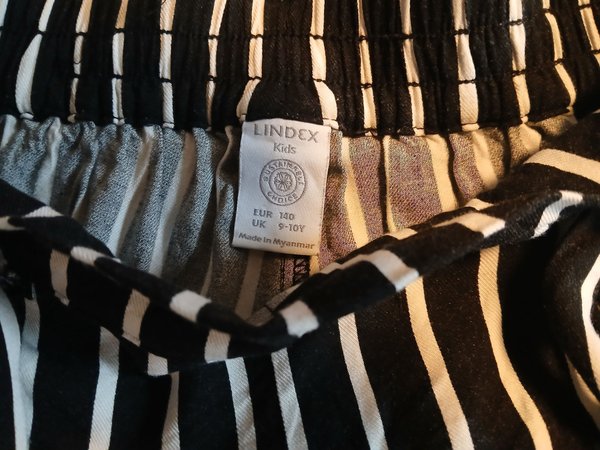 LINDEX
Kids
SUSTAINABLE
CHOICE
EUR 140
UK 9-10Y
Made in Myanmar